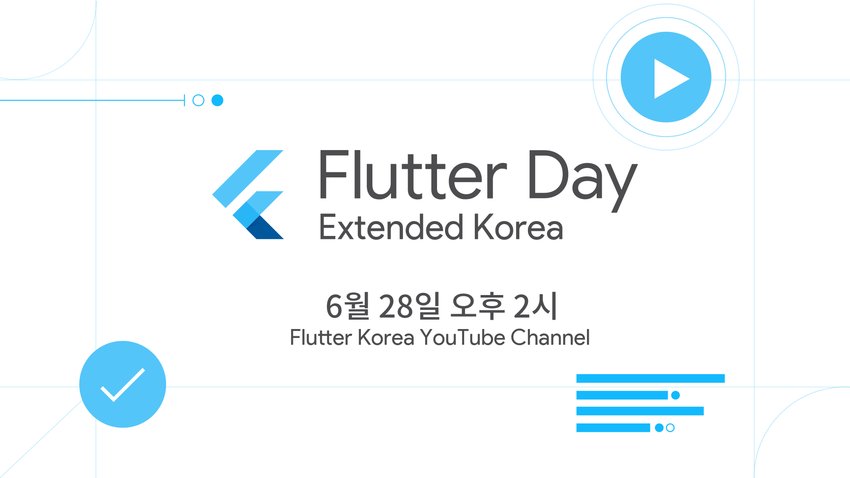 Flutter Day
Extended Korea
6월 28일 오후 2시
Flutter Korea YouTube Channel